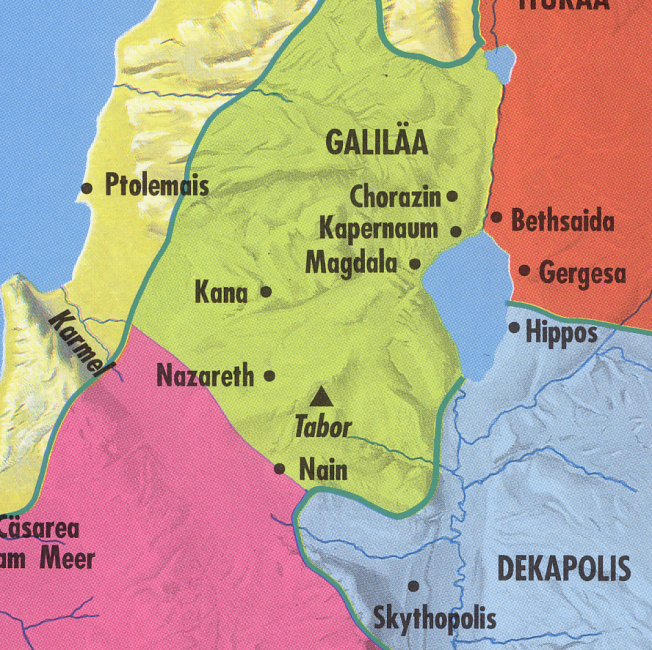 ITURÄA
GALILÄA
Ptolemais
Chorazin
Kapernaum
Bethsaida
Magdala
Gergesa
Kana
Hippos
Karmel
Nazareth
Tabor
Nain
Cäsarea
am Meer
DEKAPOLIS
Skythopolis